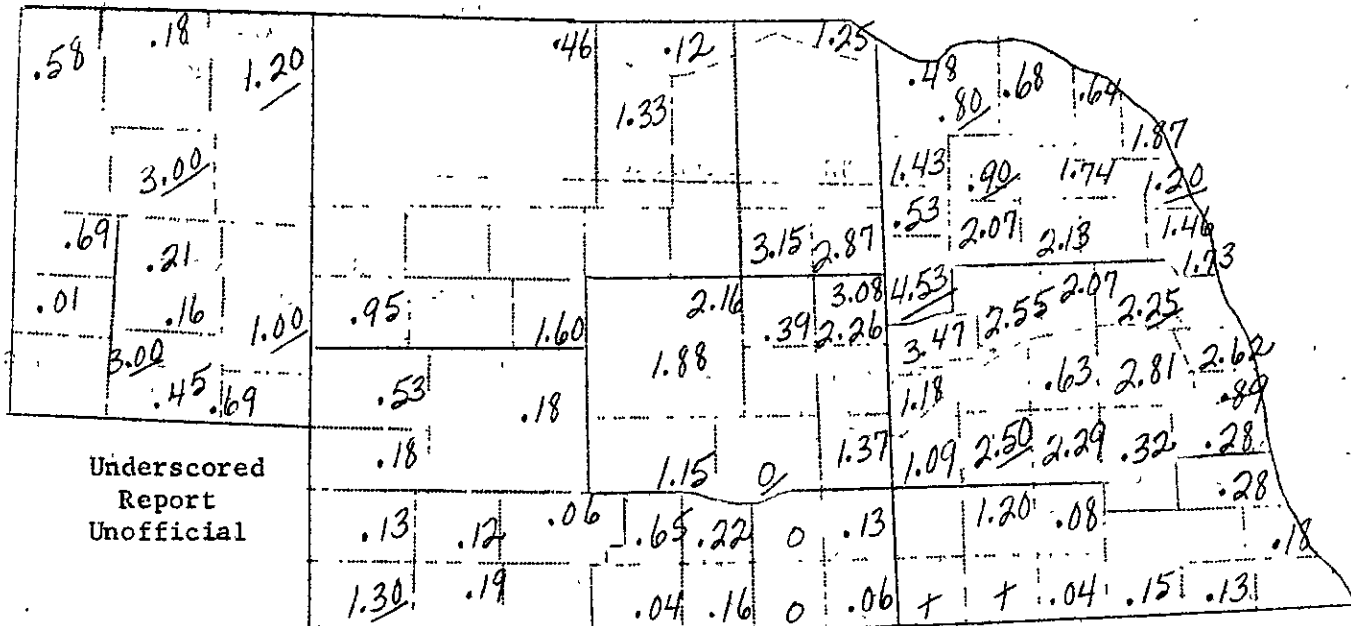 .58 .18 1.20 .46 .12 1.25 .48 .68 .64
1.33 .80 1.87
3.00 1.43 .90 1.74 1.20
.69 .21 3.15 2.87 .53 2.07 2.13 1.46
1.73
.01 .16 1.00 .95 1.60 2.16 .39 3.08 4.53 2.55 2.07 2.25
2.26
3.00 1.88 3.47 2.62
.45 .69 .53 .18 1.18 .63 2.81 .89
.18 1.15 0 1.37 1.09 2.50 2.29 .32 .28
Underscored
Report
Unofficial
.13 .12 .06 .65 .22 0 .13 1.20 .08 .28
.18
1.30 .19 .04 .16 0 .06 + + .04 .15 .13